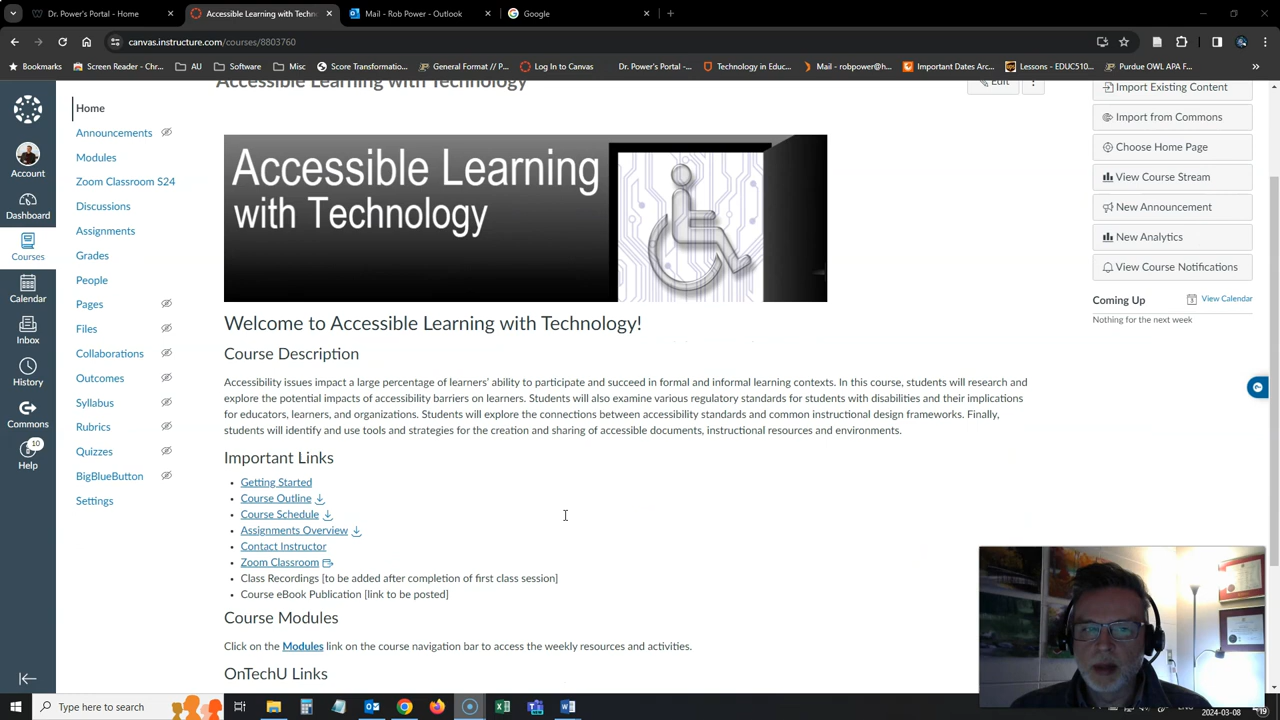 Dr. Power's Portal - Home
Accessible Learning with Techn
Mail - Rob Power - Outlook
Google
canvas.instructure.com/courses/8803760
Bookmarks
Screen Reader - Chr...
AU
Software
Misc
Score Transformatio...
General Format // P...
Log In to Canvas
Dr. Power's Portal -...
Technology in Educ...
Mail - robpower@h...
Important Dates Arc...
Lessons - EDUC510...
Purdue OWL APA F...
Accessible Learning with Technology
Edit
Account
Dashboard
Courses
Calendar
Inbox
History
Commons
10
Help
Home
Announcements
Modules
Zoom Classroom S24
Discussions
Assignments
Grades
People
Pages
Files
Collaborations
Outcomes
Syllabus
Rubrics
Quizzes
BigBlueButton
Settings
Accessible Learning
with Technology
Welcome to Accessible Learning with Technology!
Course Description
Accessibility issues impact a large percentage of learners' ability to participate and succeed in formal and informal learning contexts. In this course, students will research and
explore the potential impacts of accessibility barriers on learners. Students will also examine various regulatory standards for students with disabilities and their implications
for educators, learners, and organizations. Students will explore the connections between accessibility standards and common instructional design frameworks. Finally,
students will identify and use tools and strategies for the creation and sharing of accessible documents, instructional resources and environments.
Important Links
Getting Started
Course Outline
Course Schedule
Assignments Overview
Contact Instructor
Zoom Classroom
Class Recordings [to be added after completion of first class session]
Course eBook Publication [link to be posted]
Course Modules
Click on the Modules link on the course navigation bar to access the weekly resources and activities.
OnTechU Links
Import Existing Content
Import from Commons
Choose Home Page
View Course Stream
New Announcement
New Analytics
View Course Notifications
Coming Up
View Calendar
Nothing for the next week
Type here to search
2024-03-08
19